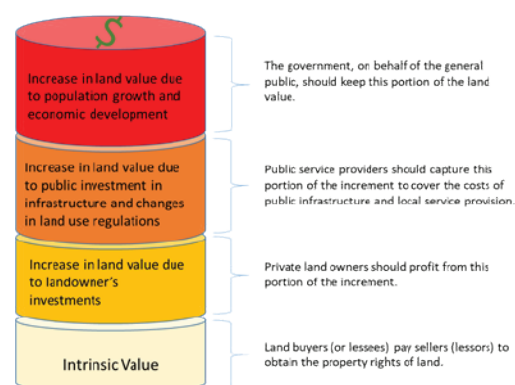 $
Increase in land value due
to population growth and
economic development
The government, on behalf of the general
public, should keep this portion of the land
value.
Increase in land value due
to public investment in
infrastructure and changes
in land use regulations
Public service providers should capture this
portion of the increment to cover the costs of
public infrastructure and local service provision.
Increase in land value due
to landowner's
investments
Private land owners should profit from this
portion of the increment.
Intrinsic Value
Land buyers (or lessees) pay sellers (lessors) to
obtain the property rights of land.